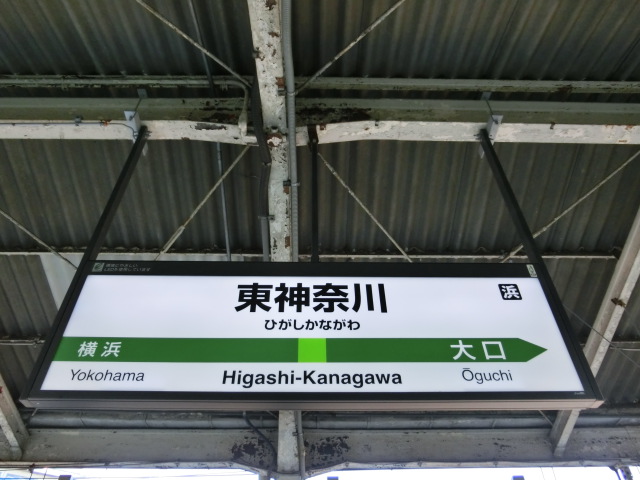 東神奈川
浜
ひがしかながわ
横浜
大口
Yokohama
Higashi-Kanagawa
Ōguchi